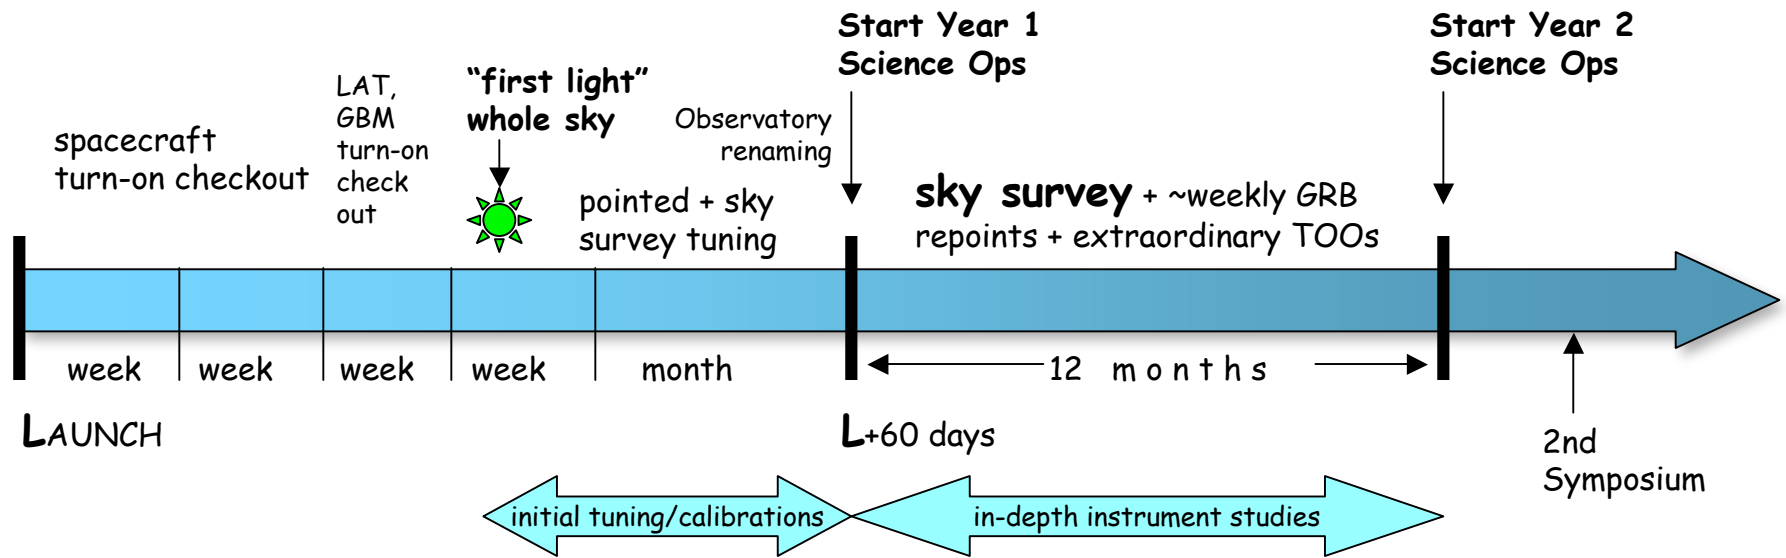 Start Year 1
Science Ops
Start Year 2
Science Ops
LAT,
GBM
turn-on
check
out
“first light”
whole sky
Observatory
renaming
spacecraft
turn-on checkout
pointed + sky
survey tuning
sky survey + ~weekly GRB
repoints + extraordinary TOOs
week
week
week
week
month
12 months
LAUNCH
L+60 days
2nd
Symposium
initial tuning/calibrations
in-depth instrument studies